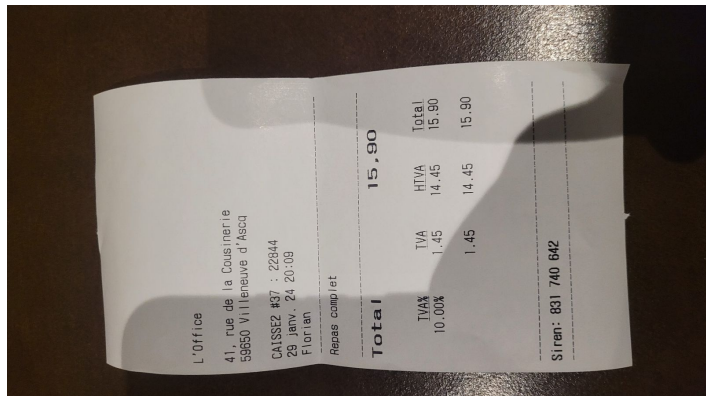 L'Office
41, rue de la Cousinerie
59650 Villeneuve d'Ascq
CAISSE2 #37 : 22844
29 janv. 24 20:09
Florian
Repas complet
Total 15,90
TVA% TVA HTVA Total
10.00% 1.45 14.45 15.90
1.45 14.45 15.90
Siren: 831 740 642